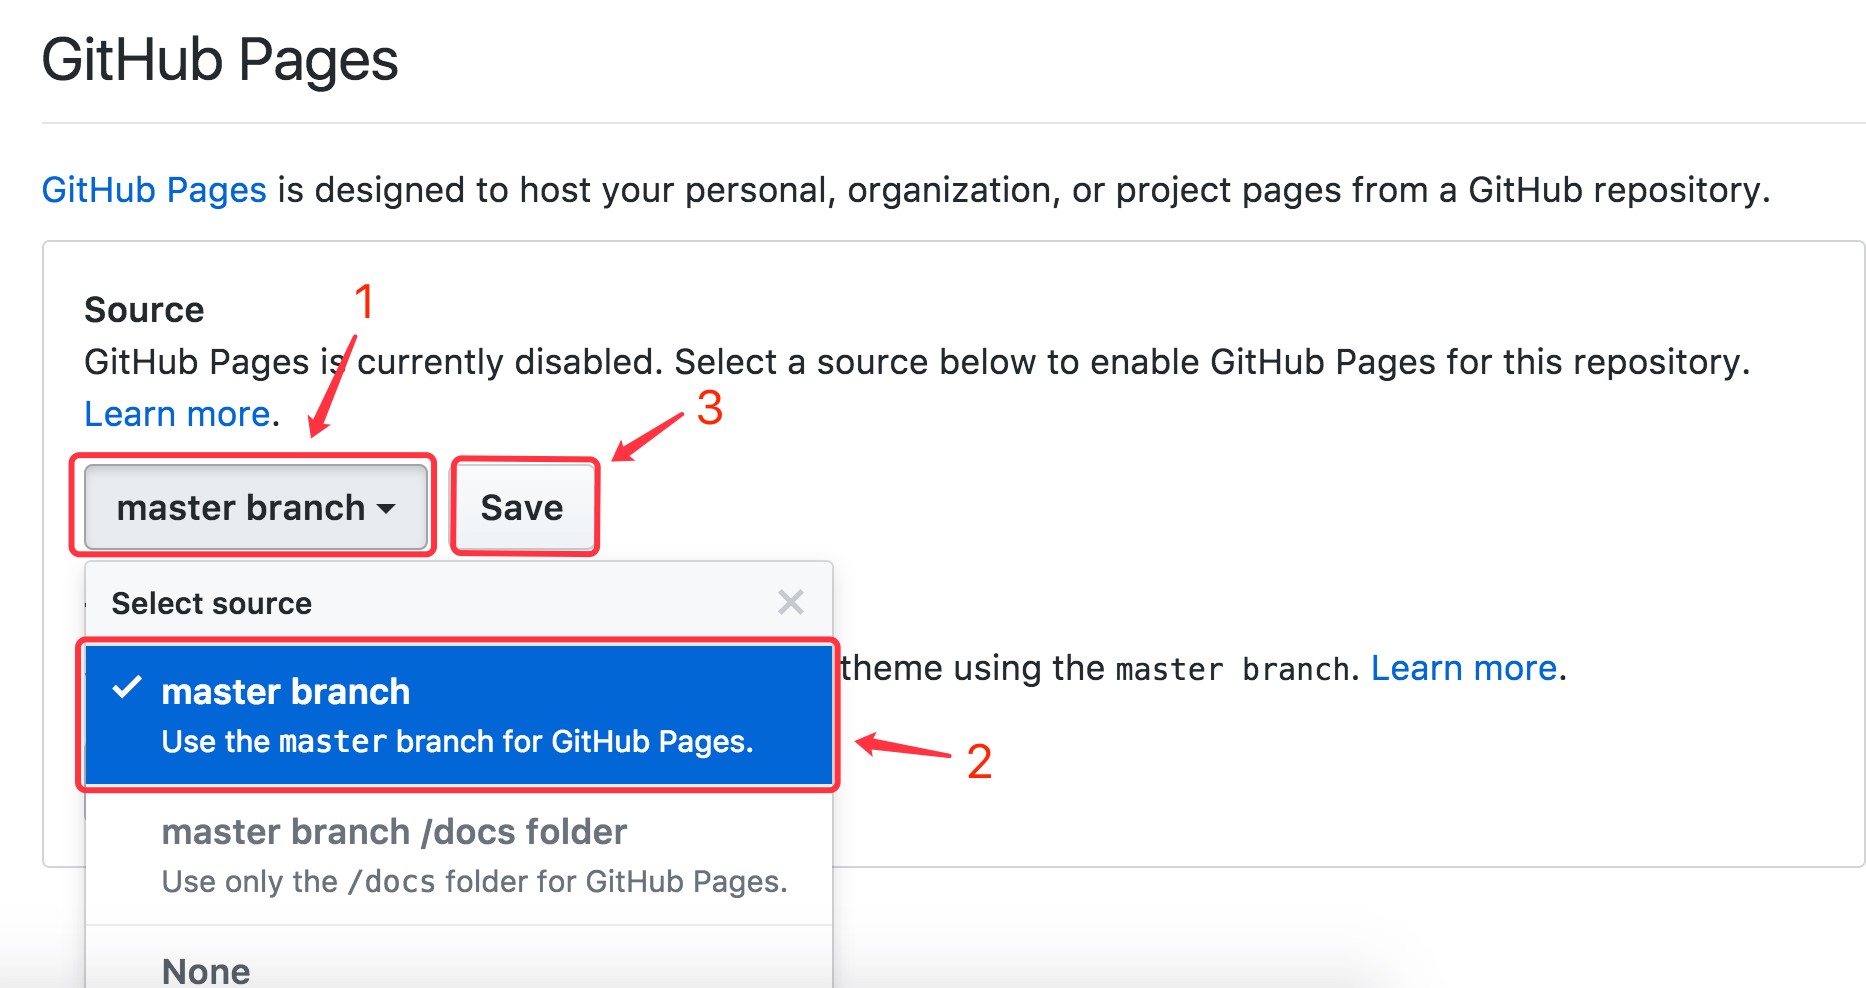 GitHub Pages
GitHub Pages is designed to host your personal, organization, or project pages from a GitHub repository.
Source
1
GitHub Pages is currently disabled. Select a source below to enable GitHub Pages for this repository.
Learn more.
3
master branch
Save
Select source
theme using the master branch. Learn more.
master branch
Use the master branch for GitHub Pages.
2
master branch /docs folder
Use only the /docs folder for GitHub Pages.
None